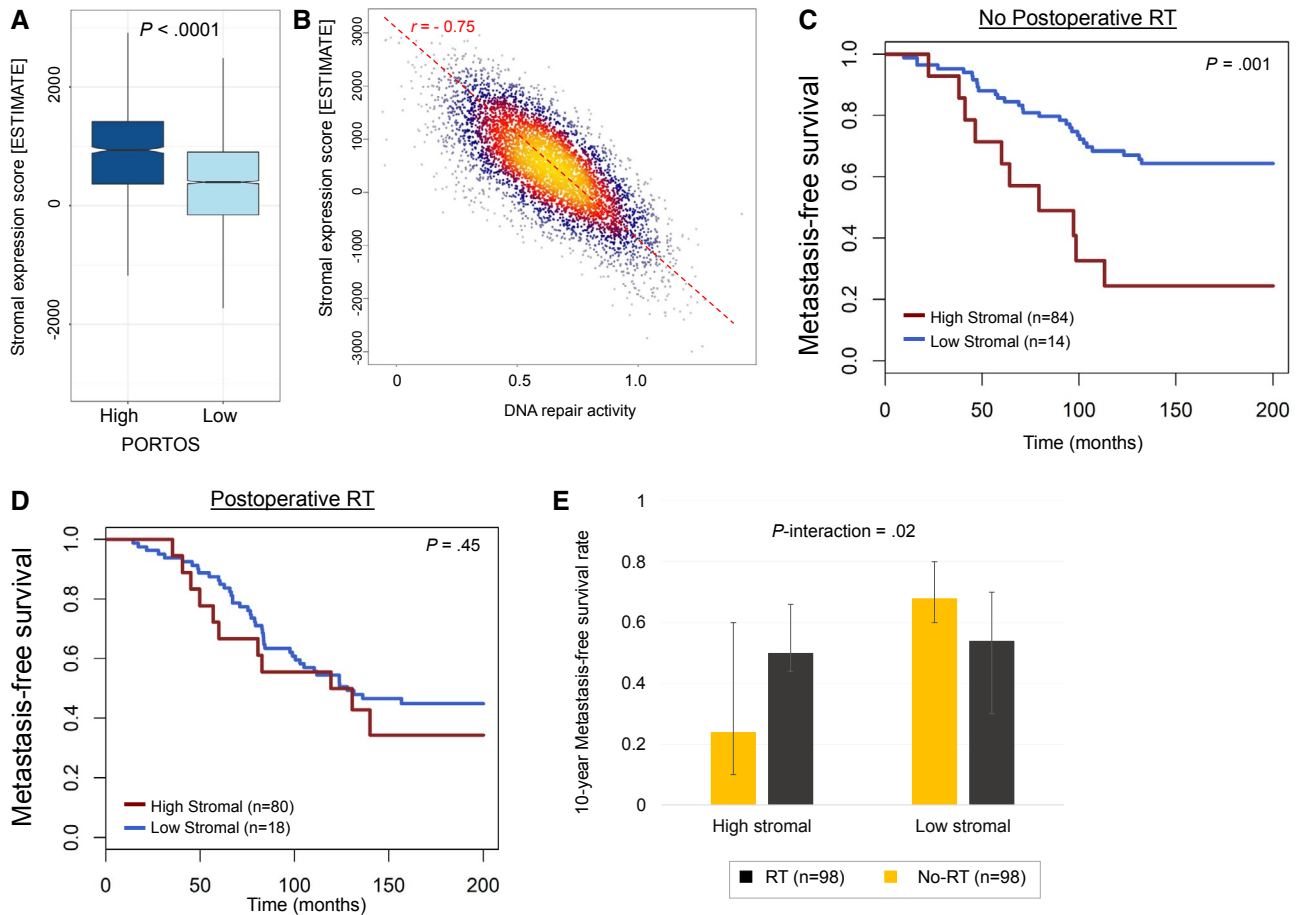 A
P < .0001
Stromal expression score [ESTIMATE]
2000
0
-2000
High
Low
PORTOS
B
r = - 0.75
Stromal expression score [ESTIMATE]
3000
2000
1000
0
-1000
-2000
-3000
0
0.5
1.0
DNA repair activity
C
No Postoperative RT
P = .001
Metastasis-free survival
1.0
0.8
0.6
0.4
0.2
0.0
High Stromal (n=84)
Low Stromal (n=14)
0
50
100
150
200
Time (months)
D
Postoperative RT
P = .45
Metastasis-free survival
1.0
0.8
0.6
0.4
0.2
0.0
High Stromal (n=80)
Low Stromal (n=18)
0
50
100
150
200
Time (months)
E
P-interaction = .02
10-year Metastasis-free survival rate
1
0.8
0.6
0.4
0.2
0
High stromal
Low stromal
RT (n=98)
No-RT (n=98)